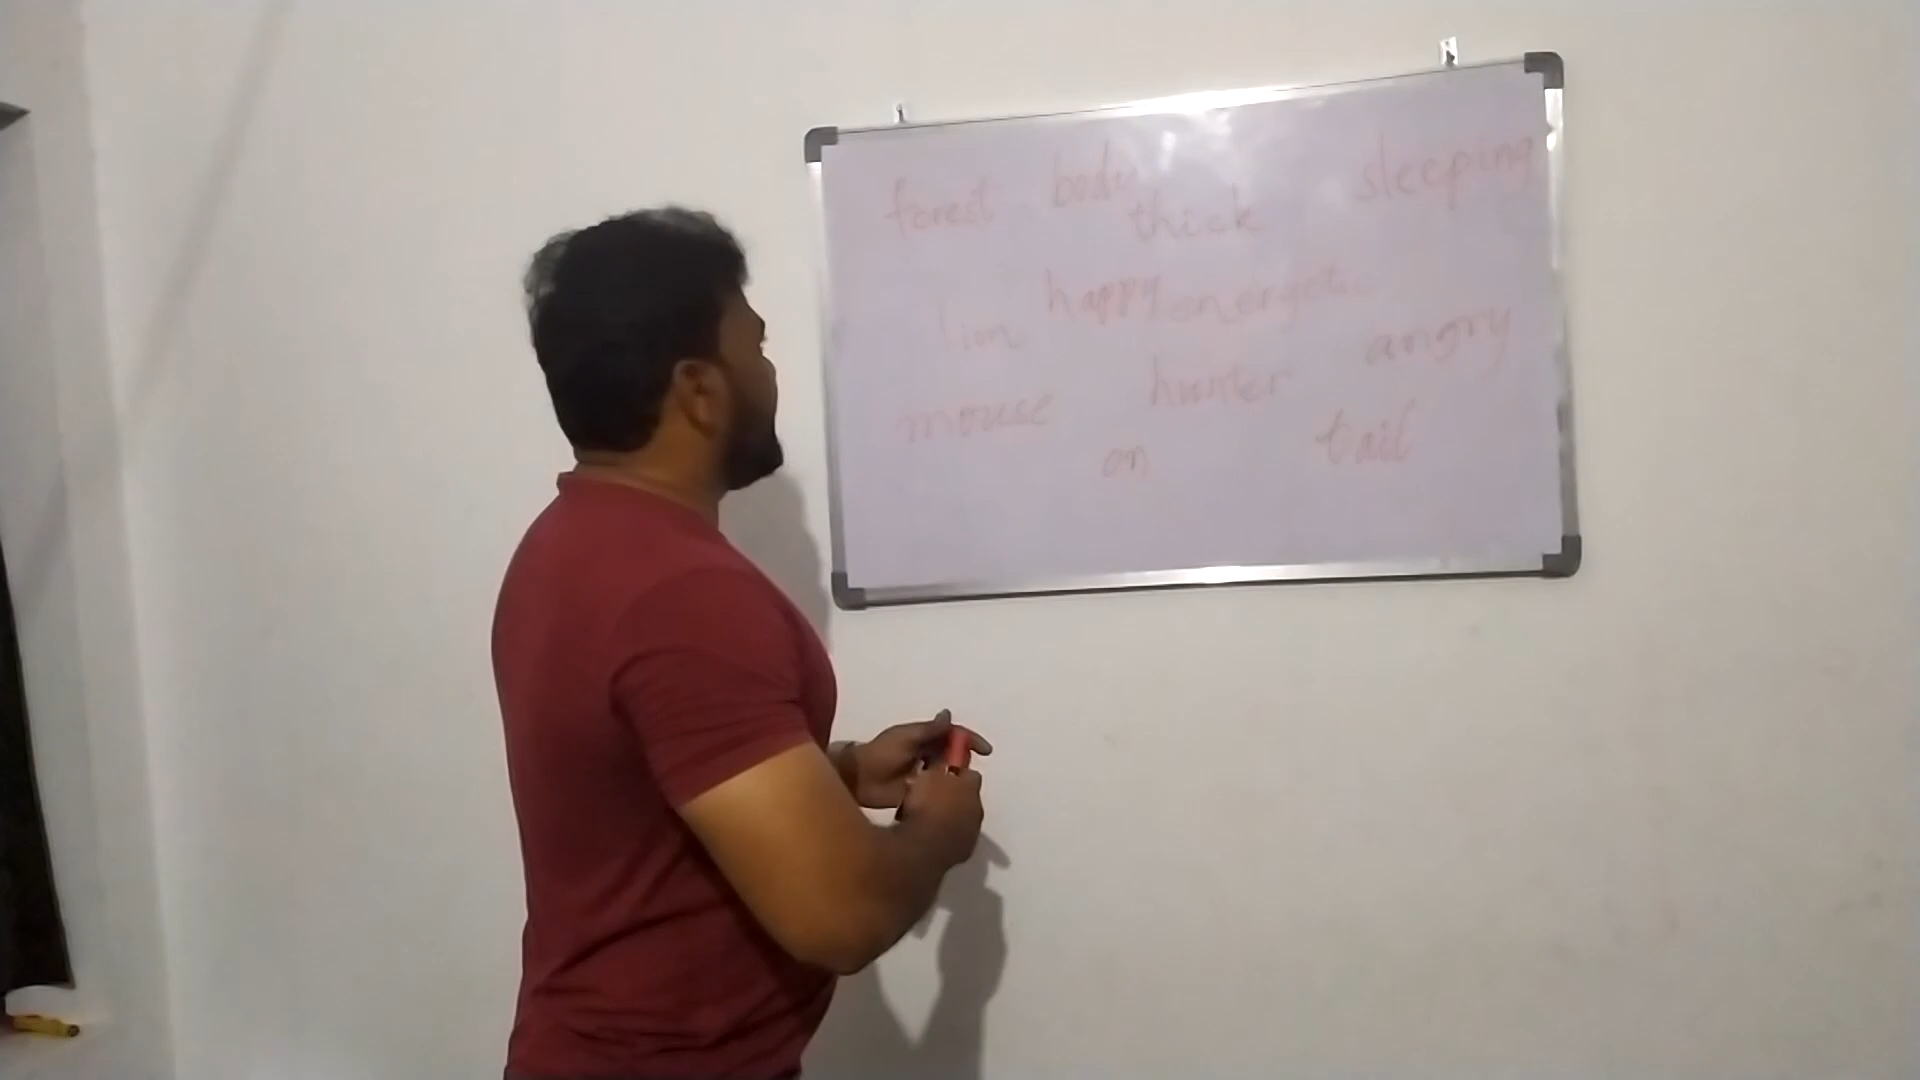 forest body sleeping
thick
lion happy energetic
angry
mouse hunter
on tail